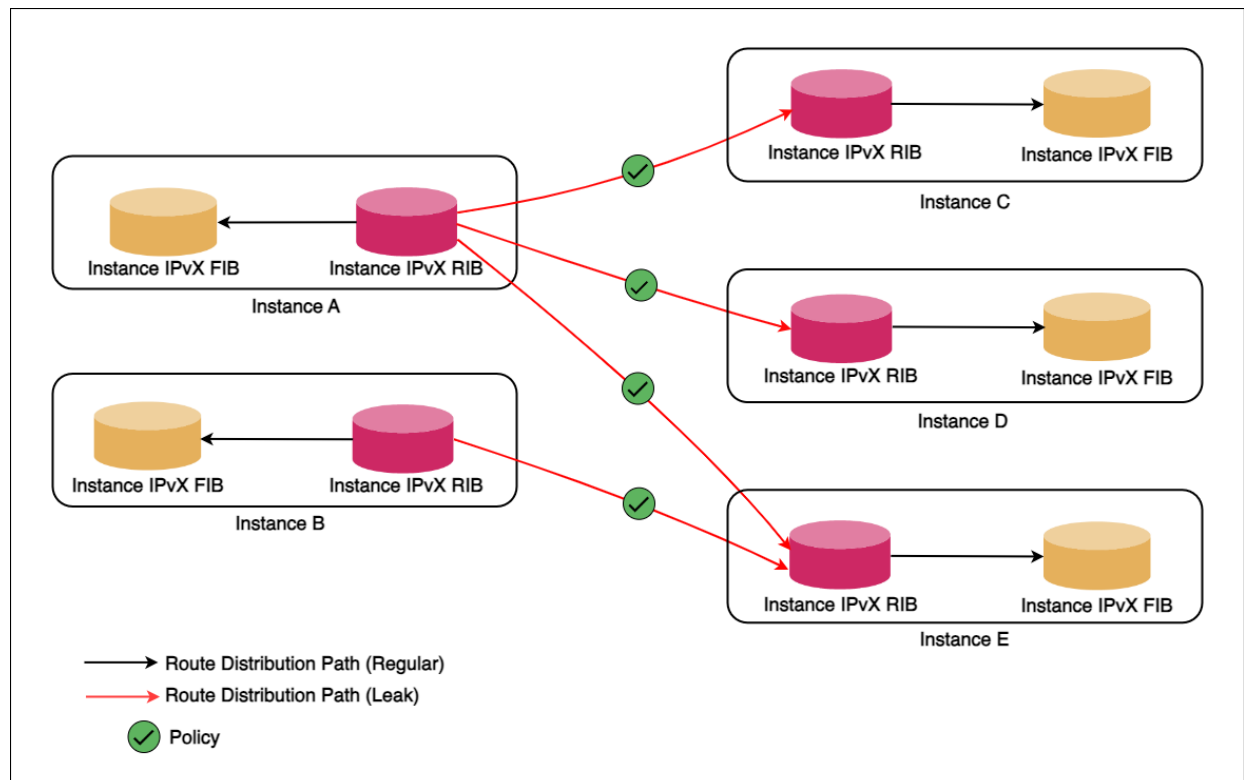 Instance IPvX RIB
Instance IPvX FIB
Instance C
Instance IPvX FIB
Instance IPvX RIB
Instance A
Instance IPvX RIB
Instance IPvX FIB
Instance D
Instance IPvX FIB
Instance IPvX RIB
Instance B
Instance IPvX RIB
Instance IPvX FIB
Instance E
Route Distribution Path (Regular)
Route Distribution Path (Leak)
Policy